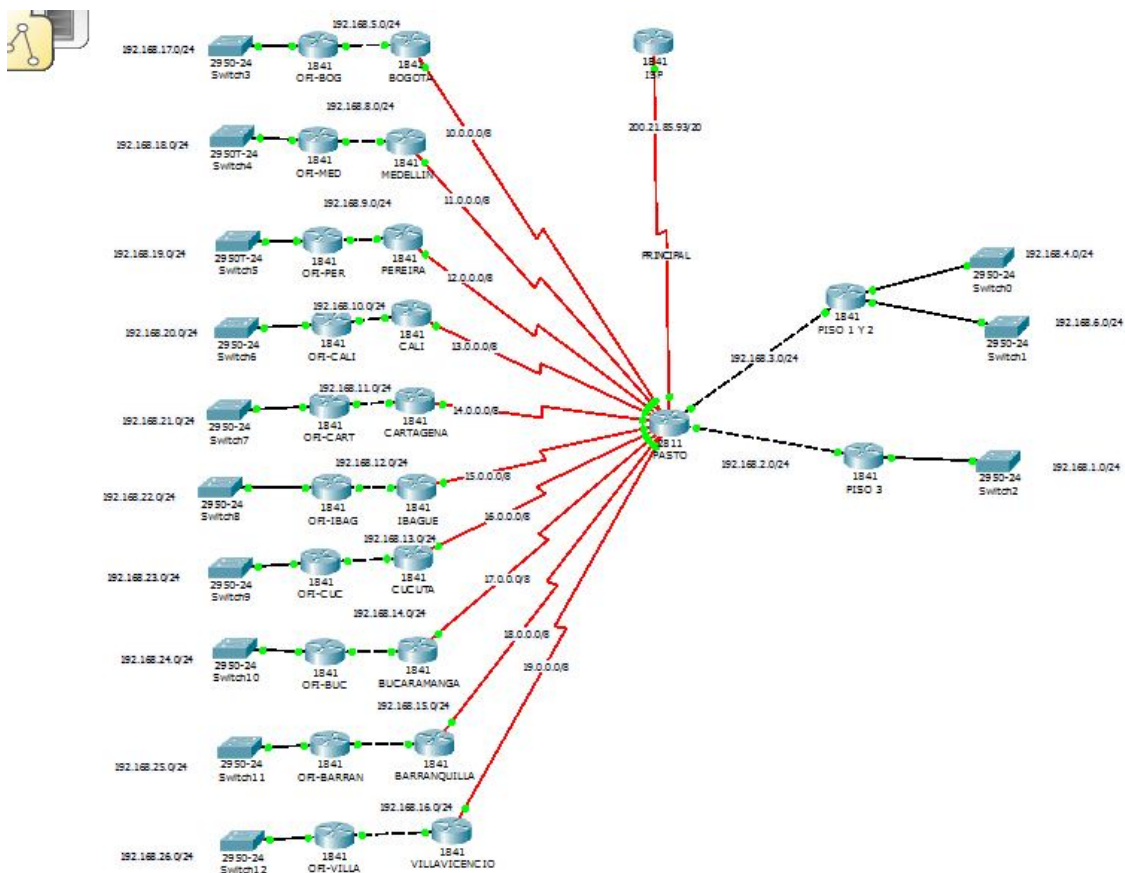 192.168.5.0/24
192.168.17.0/24
2950-24
Switch3
1841
OFI-BOG
1841
BOGOTA
1841
ISP
192.168.8.0/24
10.0.0.0/8
200.21.85.93/20
192.168.18.0/24
2950T-24
Switch4
1841
OFI-MED
1841
MEDELLIN
11.0.0.0/8
192.168.9.0/24
192.168.19.0/24
2950T-24
Switch5
1841
OFI-PER
1841
PEREIRA
12.0.0.0/8
PRINCIPAL
192.168.4.0/24
2950-24
Switch0
192.168.10.0/24
192.168.20.0/24
2950-24
Switch6
1841
OFI-CALI
1841
CALI
13.0.0.0/8
1841
PISO 1 Y 2
192.168.6.0/24
2950-24
Switch1
192.168.3.0/24
192.168.11.0/24
192.168.21.0/24
2950-24
Switch7
1841
OFI-CART
1841
CARTAGENA
14.0.0.0/8
2811
PASTO
192.168.2.0/24
1841
PISO 3
2950-24
Switch2
192.168.1.0/24
192.168.12.0/24
192.168.22.0/24
2950-24
Switch8
1841
OFI-IBAG
1841
IBAGUE
15.0.0.0/8
16.0.0.0/8
192.168.13.0/24
192.168.23.0/24
2950-24
Switch9
1841
OFI-CUC
1841
CUCUTA
17.0.0.0/8
192.168.14.0/24
192.168.24.0/24
2950-24
Switch10
1841
OFI-BUC
1841
BUCARAMANGA
18.0.0.0/8
19.0.0.0/8
192.168.15.0/24
192.168.25.0/24
2950-24
Switch11
1841
OFI-BARRAN
1841
BARRANQUILLA
192.168.16.0/24
192.168.26.0/24
2950-24
Switch12
1841
OFI-VILLA
1841
VILLAVICENCIO